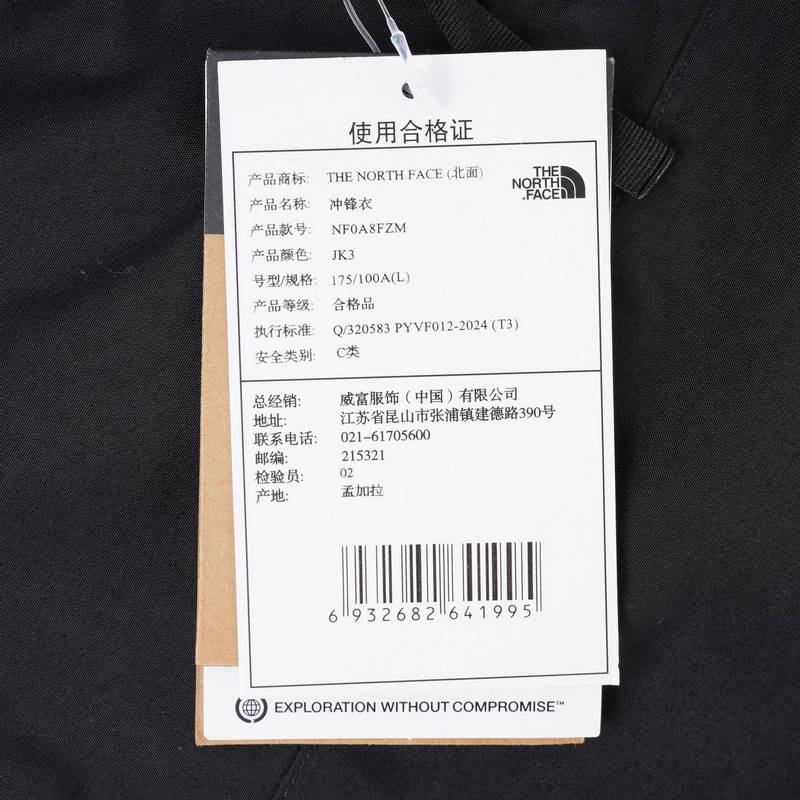 使用合格证
产品商标: THE NORTH FACE (北面)
THE
NORTH
FACE
产品名称: 冲锋衣
产品款号: NF0A8FZM
产品颜色: JK3
号型/规格: 175/100A(L)
产品等级: 合格品
执行标准: Q/320583 PYVF012-2024 (T3)
安全类别: C类
总经销: 威富服饰(中国)有限公司
地址: 江苏省昆山市张浦镇建德路390号
联系电话: 021-61705600
邮编: 215321
检验员: 02
产地: 孟加拉
6 932682 641995
EXPLORATION WITHOUT COMPROMISE™